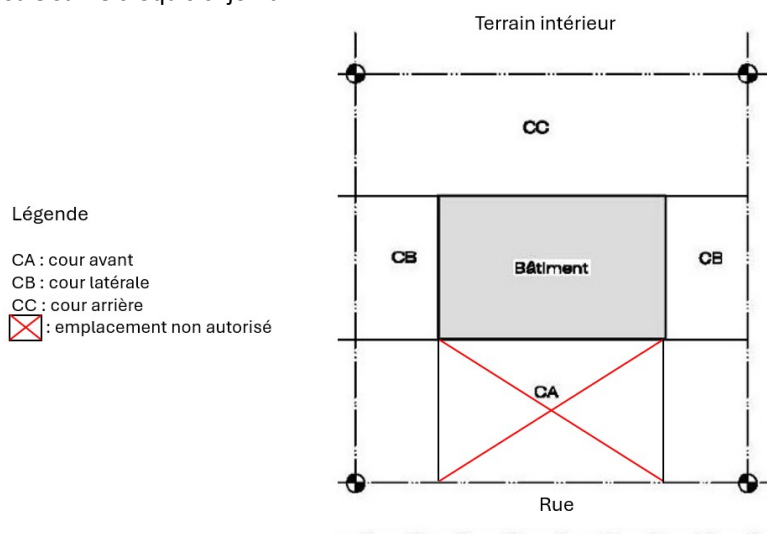 Terrain intérieur
CC
Légende
CB
Bâtiment
CB
CA : cour avant
CB : cour latérale
CC : cour arrière
: emplacement non autorisé
CA
Rue